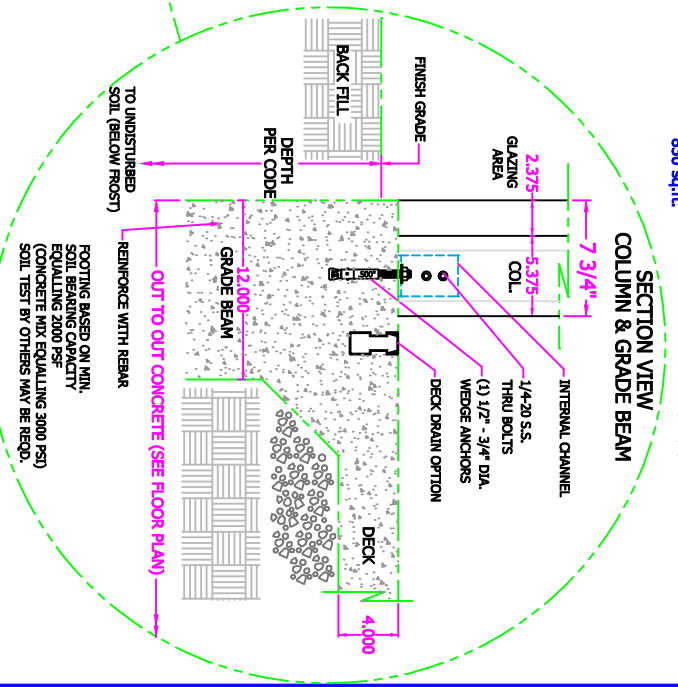 850 sq.ft.
SECTION VIEW
COLUMN & GRADE BEAM
7 3/4"
2.375
5.375
GLAZING
AREA
COL.
INTERNAL CHANNEL
1/4-20 S.S.
THRU BOLTS
(1) 1/2" - 3/4" DIA.
WEDGE ANCHORS
DECK DRAIN OPTION
.500"
FINISH GRADE
BACK FILL
DEPTH
PER CODE
TO UNDISTURBED
SOIL (BELOW FROST)
12.000
GRADE BEAM
DECK
4.000
REINFORCE WITH REBAR
OUT TO OUT CONCRETE (SEE FLOOR PLAN)
FOOTING BASED ON MIN.
SOIL BEARING CAPACITY
EQUALLING 2000 PSF
(CONCRETE MIX EQUALLING 3000 PSI)
SOIL TEST BY OTHERS MAY BE REQD.